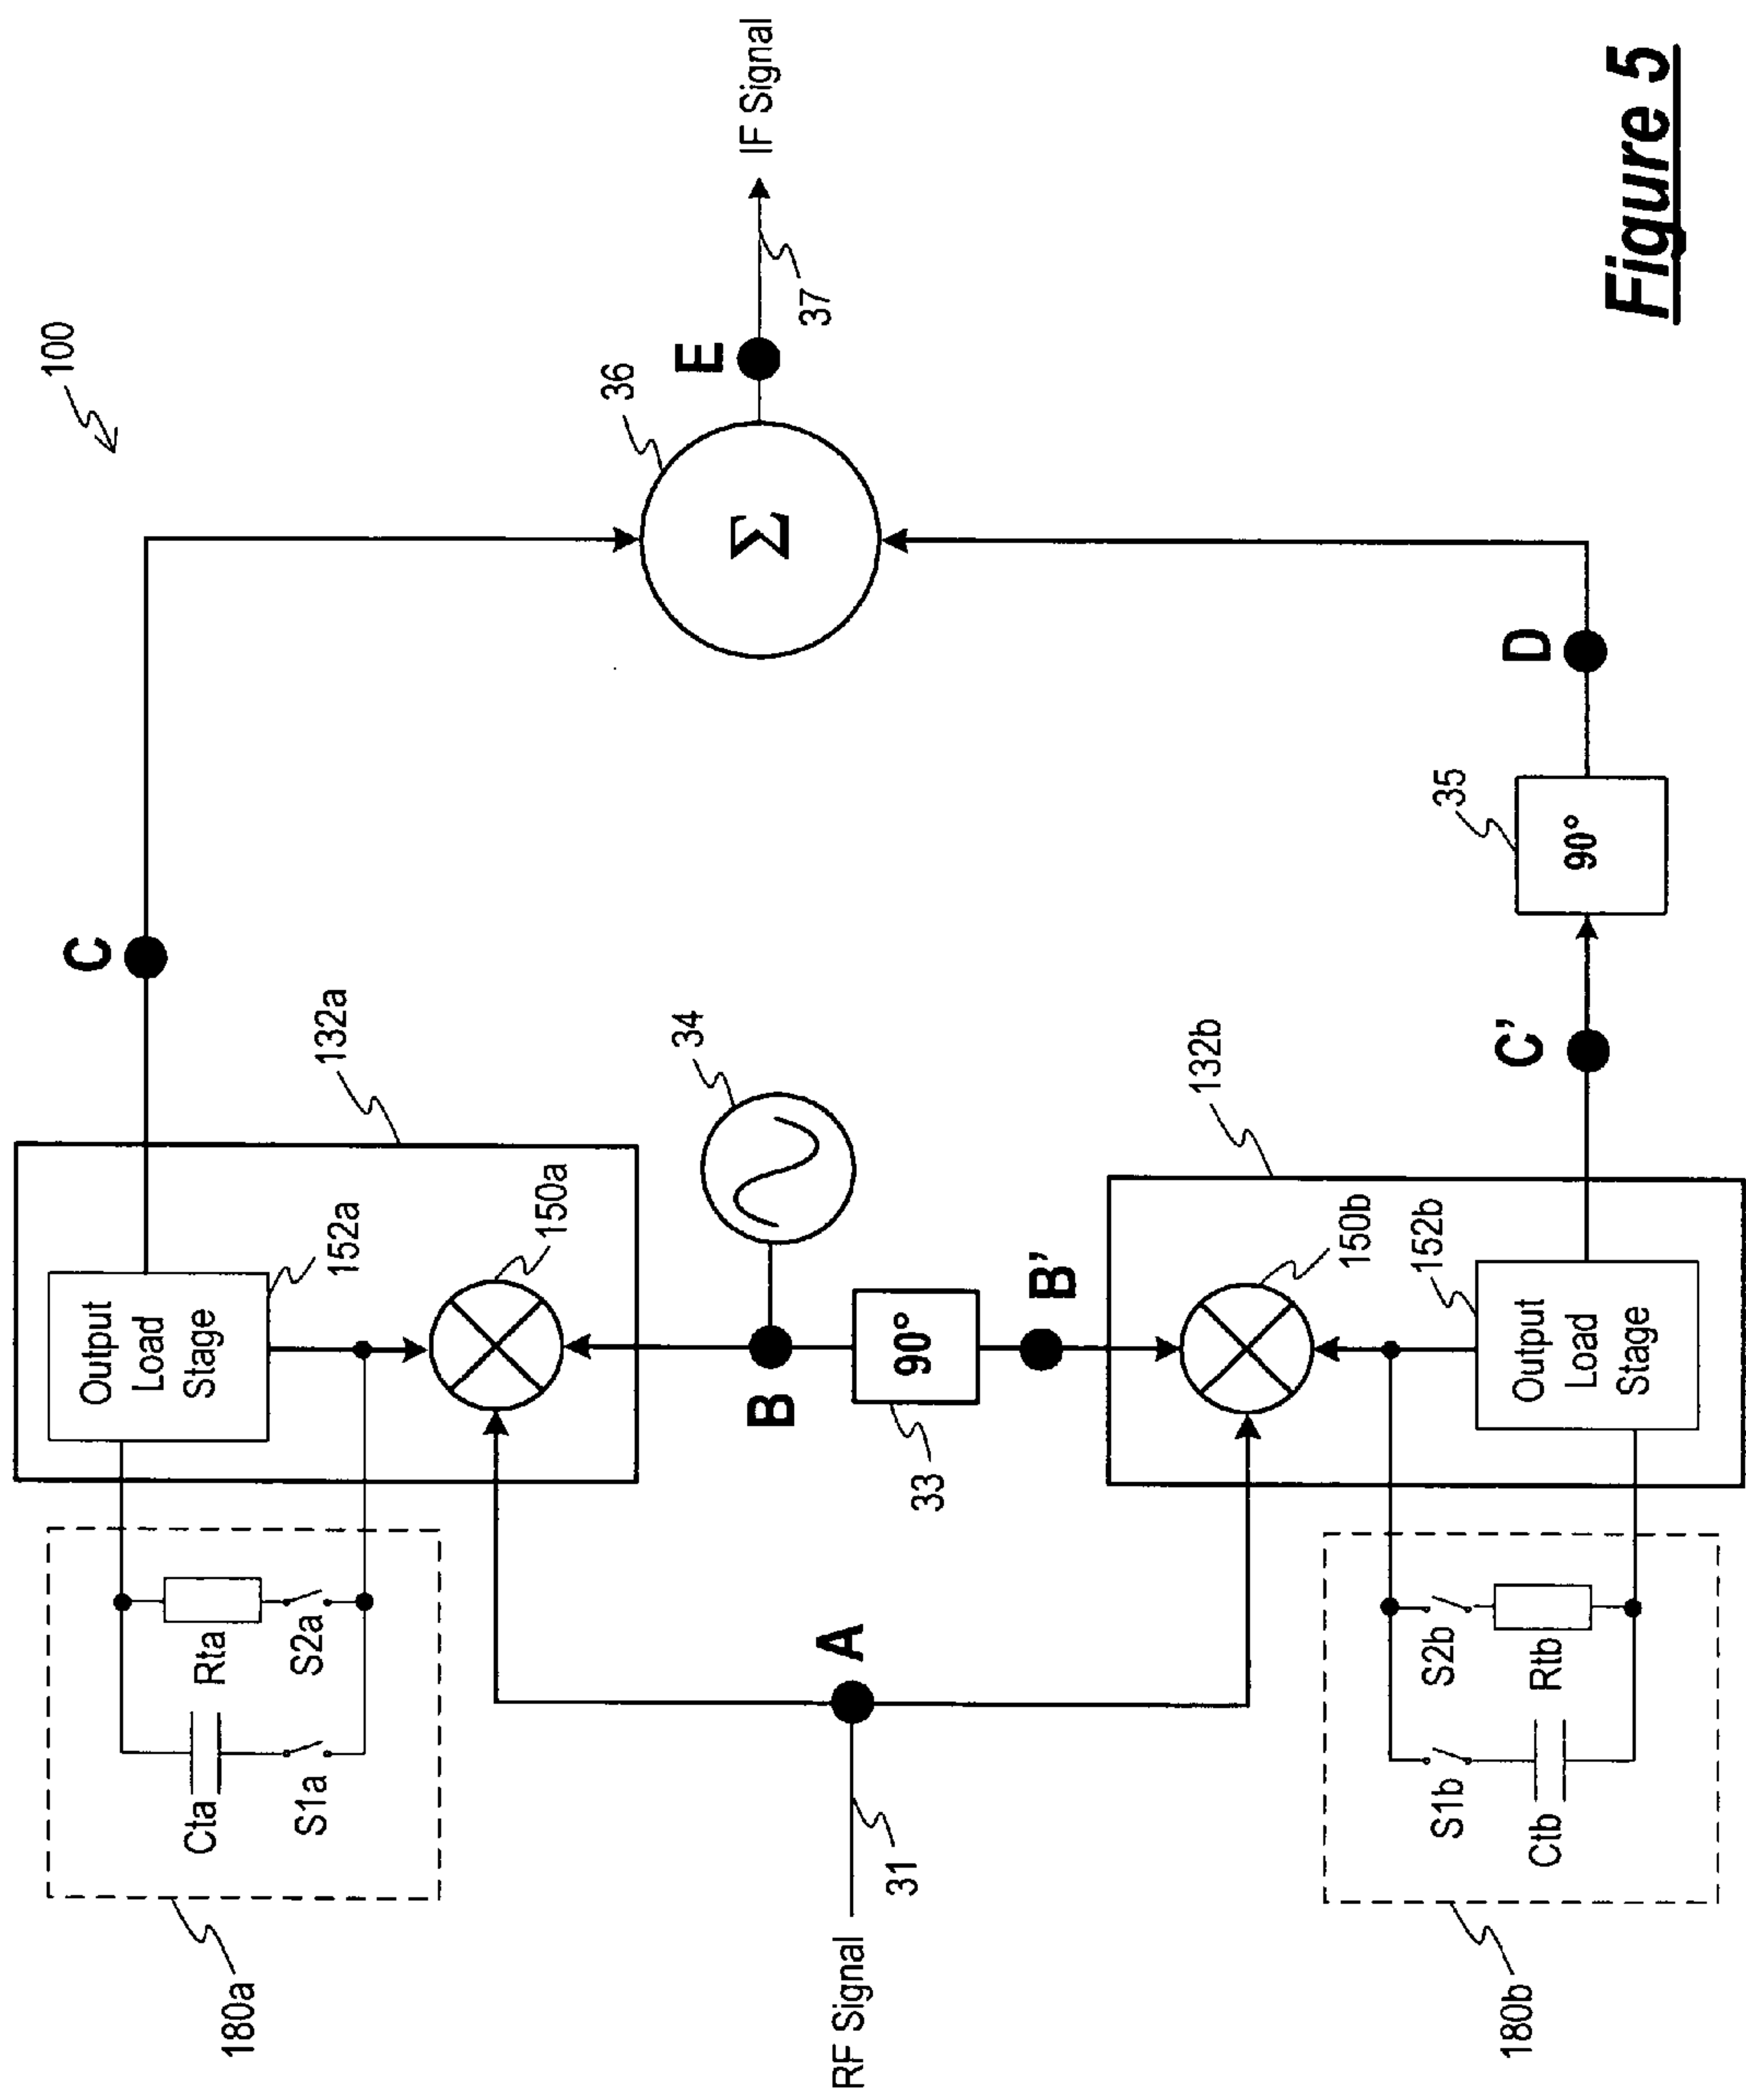 100
180a
Cta
Rta
S1a
S2a
Output
Load
Stage
152a
150a
132a
C
RF Signal
31
A
B
34
90°
33
B'
36
Σ
E
37
IF Signal
180b
S1b
S2b
Ctb
Rtb
150b
152b
132b
Output
Load
Stage
C'
35
90°
D
Figure 5